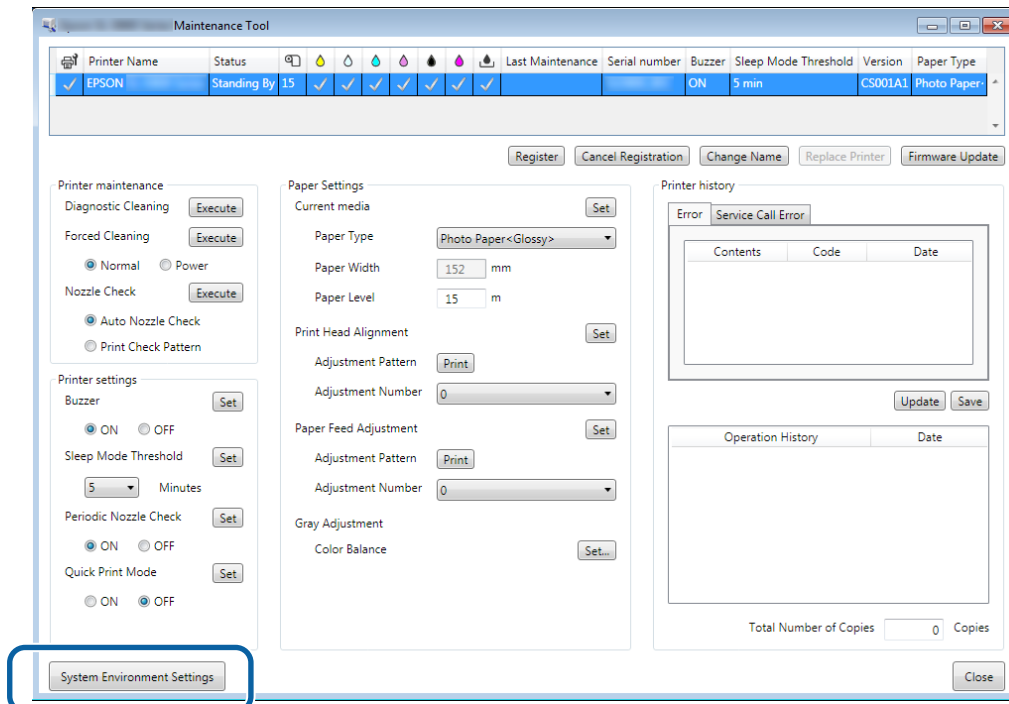 Maintenance Tool
Printer Name Status Last Maintenance Serial number Buzzer Sleep Mode Threshold Version Paper Type
EPSON Standing By 15 ON 5 min CS001A1 Photo Paper
Register Cancel Registration Change Name Replace Printer Firmware Update
Printer maintenance
Diagnostic Cleaning Execute
Forced Cleaning Execute
Normal Power
Nozzle Check Execute
Auto Nozzle Check
Print Check Pattern
Printer settings
Buzzer Set
ON OFF
Sleep Mode Threshold Set
5 Minutes
Periodic Nozzle Check Set
ON OFF
Quick Print Mode Set
ON OFF
Paper Settings
Current media Set
Paper Type Photo Paper<Glossy>
Paper Width 152 mm
Paper Level 15 m
Print Head Alignment Set
Adjustment Pattern Print
Adjustment Number 0
Paper Feed Adjustment Set
Adjustment Pattern Print
Adjustment Number 0
Gray Adjustment
Color Balance Set...
Printer history
Error Service Call Error
Contents Code Date
Update Save
Operation History Date
Total Number of Copies 0 Copies
System Environment Settings Close